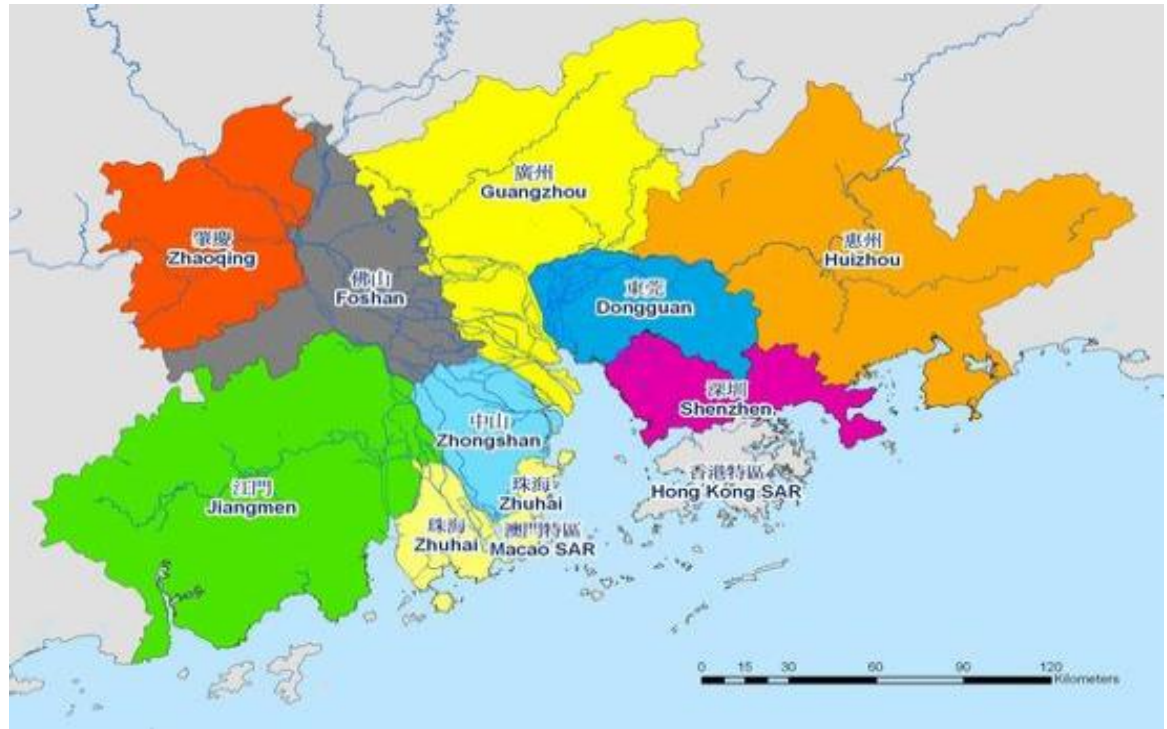 廣州
Guangzhou
肇慶
Zhaoqing
惠州
Huizhou
佛山
Foshan
東莞
Dongguan
深圳
Shenzhen
中山
Zhongshan
香港特區
Hong Kong SAR
江門
Jiangmen
珠海
Zhuhai
珠海
Zhuhai
澳門特區
Macao SAR
0 15 30 60 90 120
Kilometers